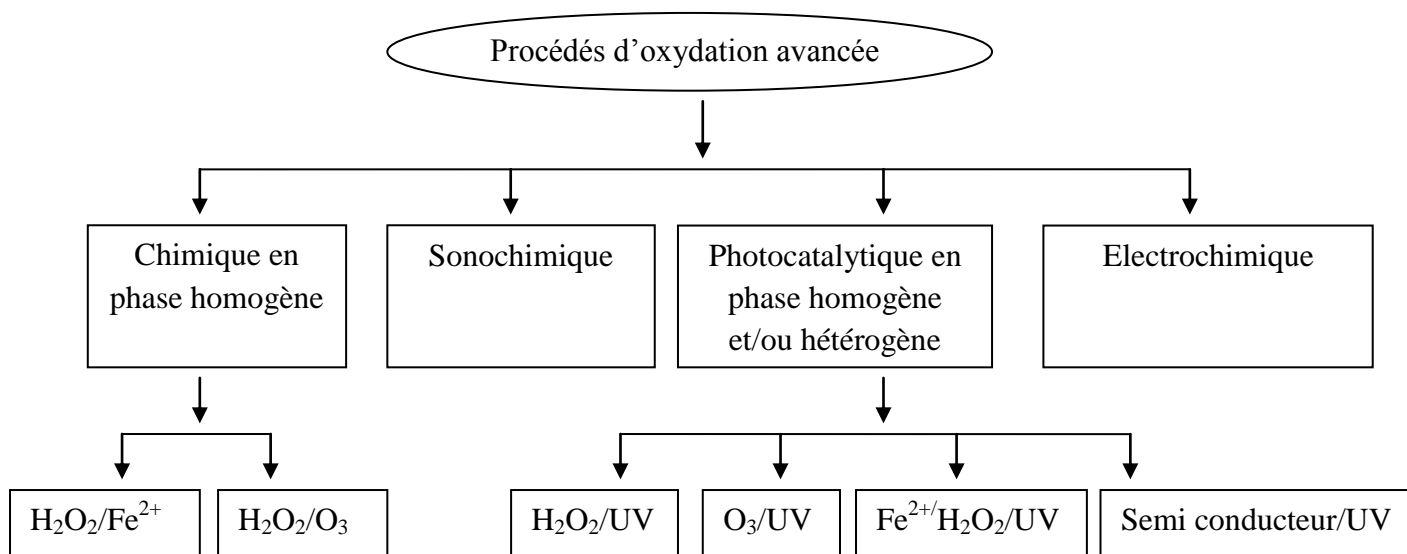 Procédés d’oxydation avancée
Chimique en
phase homogène
Sonochimique
Photocatalytique en
phase homogène
et/ou hétérogène
Electrochimique
H₂O₂/Fe²⁺
H₂O₂/O₃
H₂O₂/UV
O₃/UV
Fe²⁺ᐟH₂O₂/UV
Semi conducteur/UV